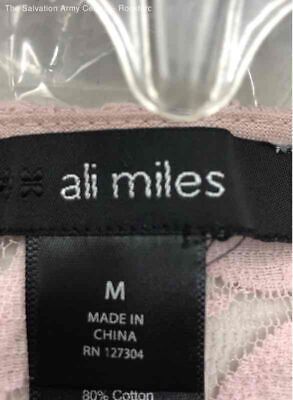 The Salvation Army
ali miles
M
MADE IN
CHINA
RN 127304
80% Cotton